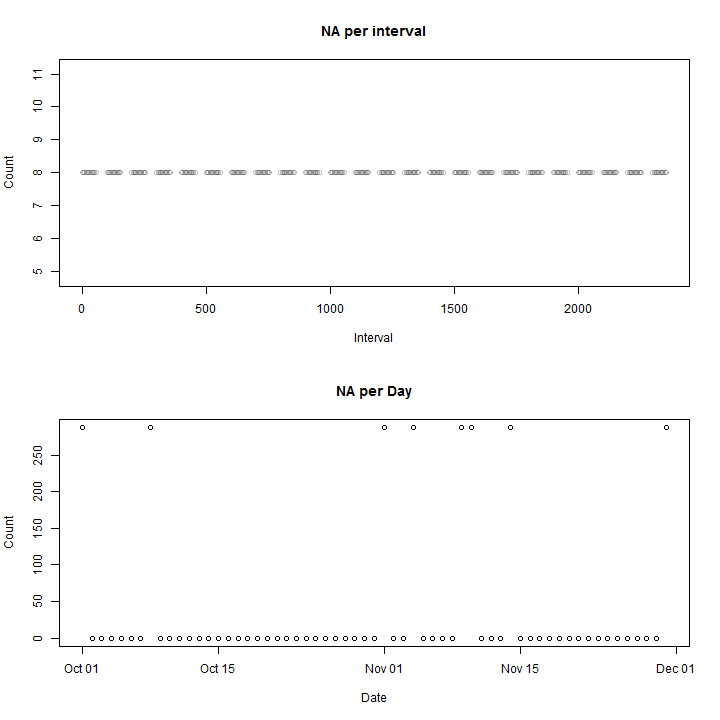 NA per interval
Count
11
10
9
8
7
6
5
0
500
1000
1500
2000
Interval
NA per Day
Count
250
200
150
100
50
0
Oct 01
Oct 15
Nov 01
Nov 15
Dec 01
Date